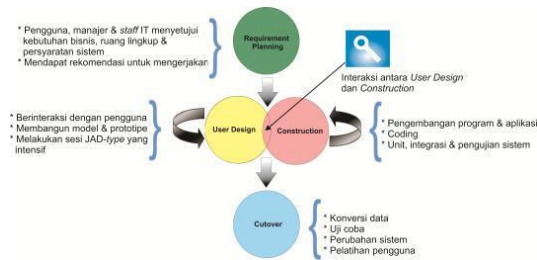 * Pengguna, manajer & staff IT menyetujui
kebutuhan bisnis, ruang lingkup &
persyaratan sistem
* Mendapat rekomendasi untuk mengerjakan
Requirement
Planning
Interaksi antara User Design
dan Construction
* Berinteraksi dengan pengguna
* Membangun model & prototipe
* Melakukan sesi JAD-type yang
intensif
User Design
Construction
* Pengembangan program & aplikasi
* Coding
* Unit, integrasi & pengujian sistem
Cutover
* Konversi data
* Uji coba
* Perubahan sistem
* Pelatihan pengguna